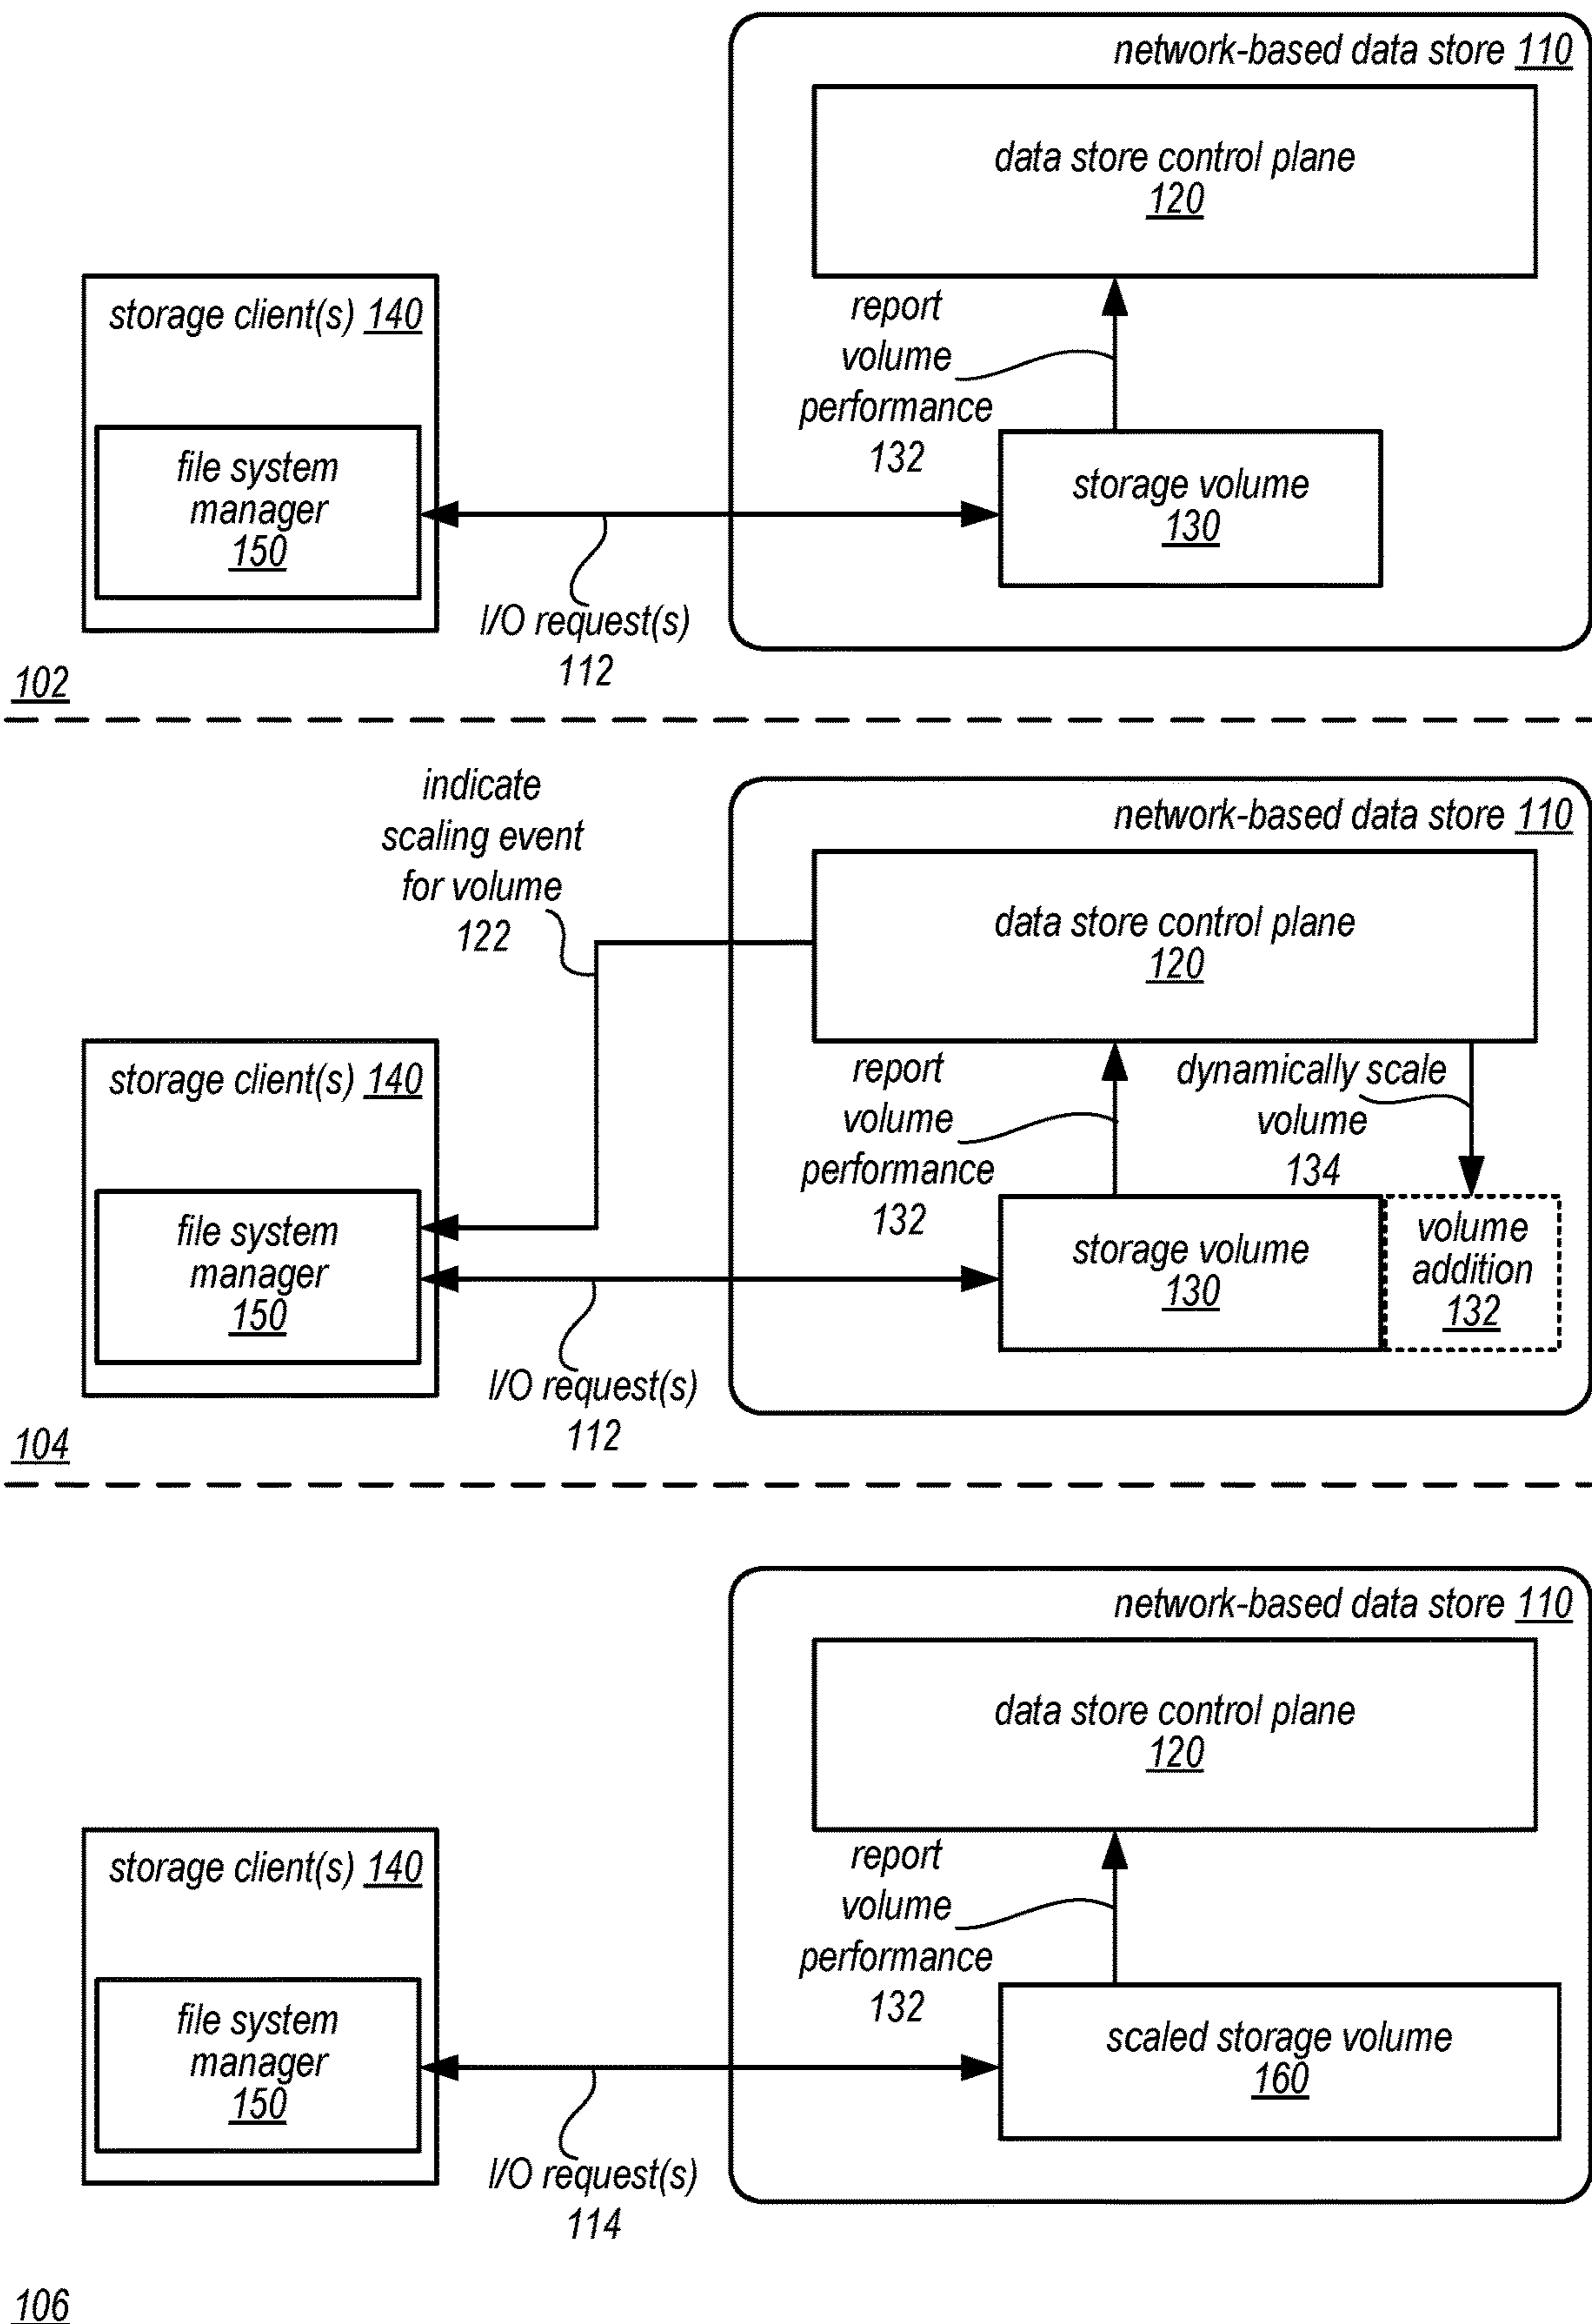 network-based data store 110
data store control plane
120
storage client(s) 140
report
volume
performance
132
file system
manager
150
storage volume
130
I/O request(s)
112
102
indicate
scaling event
for volume
122
network-based data store 110
data store control plane
120
storage client(s) 140
report
volume
performance
132
dynamically scale
volume
134
file system
manager
150
storage volume
130
volume
addition
132
I/O request(s)
112
104
network-based data store 110
data store control plane
120
storage client(s) 140
report
volume
performance
132
file system
manager
150
scaled storage volume
160
I/O request(s)
114
106